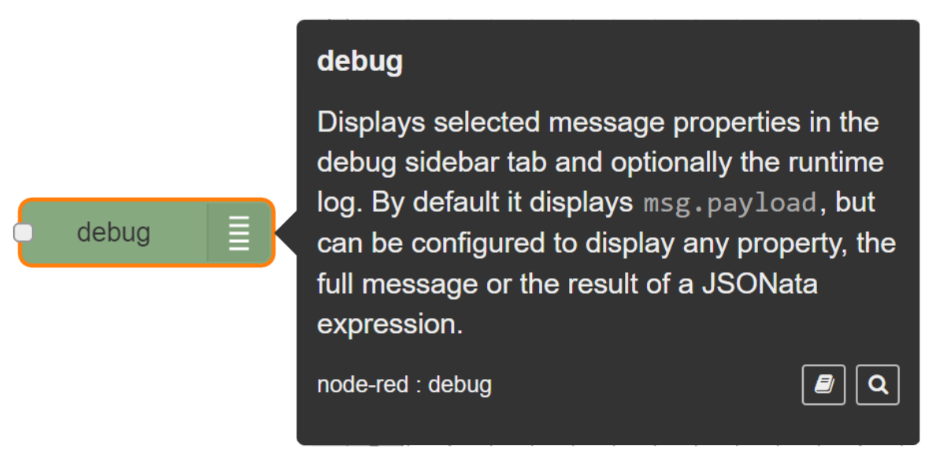 debug
debug
Displays selected message properties in the
debug sidebar tab and optionally the runtime
log. By default it displays msg.payload, but
can be configured to display any property, the
full message or the result of a JSONata
expression.
node-red : debug